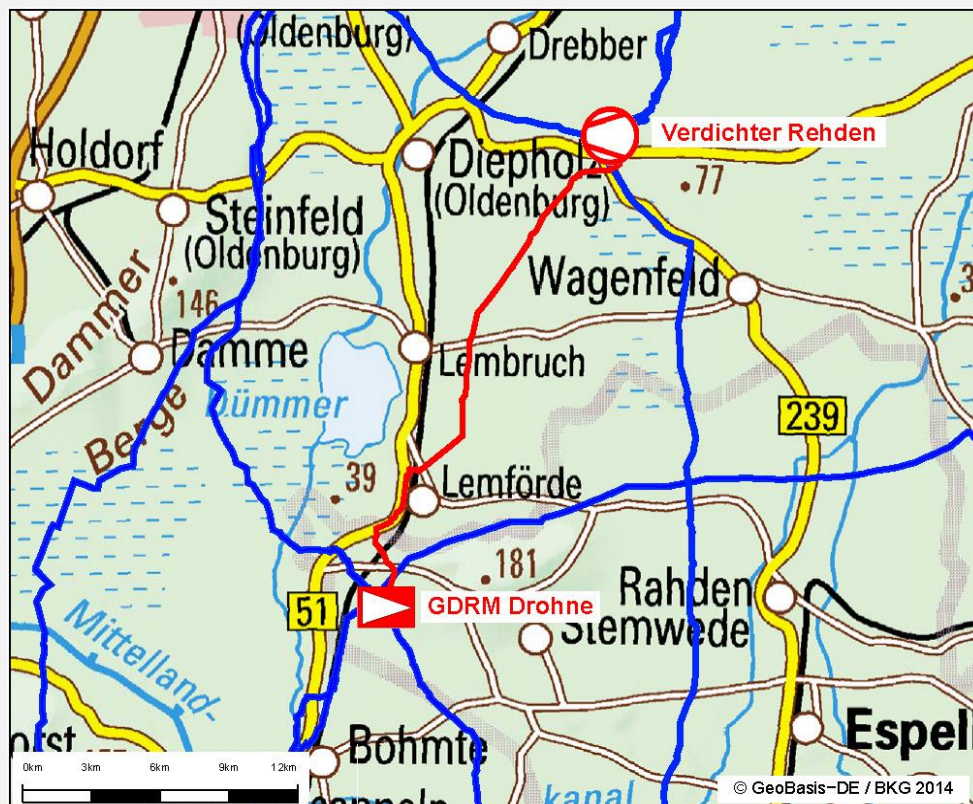 (Oldenburg)
Drebber
Verdichter Rehden
Holdorf
Diepholz
(Oldenburg)
77
Steinfeld
(Oldenburg)
Wagenfeld
146
Dammer
Berge
Damme
Lembruch
Dümmer
239
39
Lemförde
181
Rahden
51
GDRM Drohne
Stemwede
Mittelland-
Bohmte
Espel
0km 3km 6km 9km 12km
kanal
© GeoBasis-DE / BKG 2014